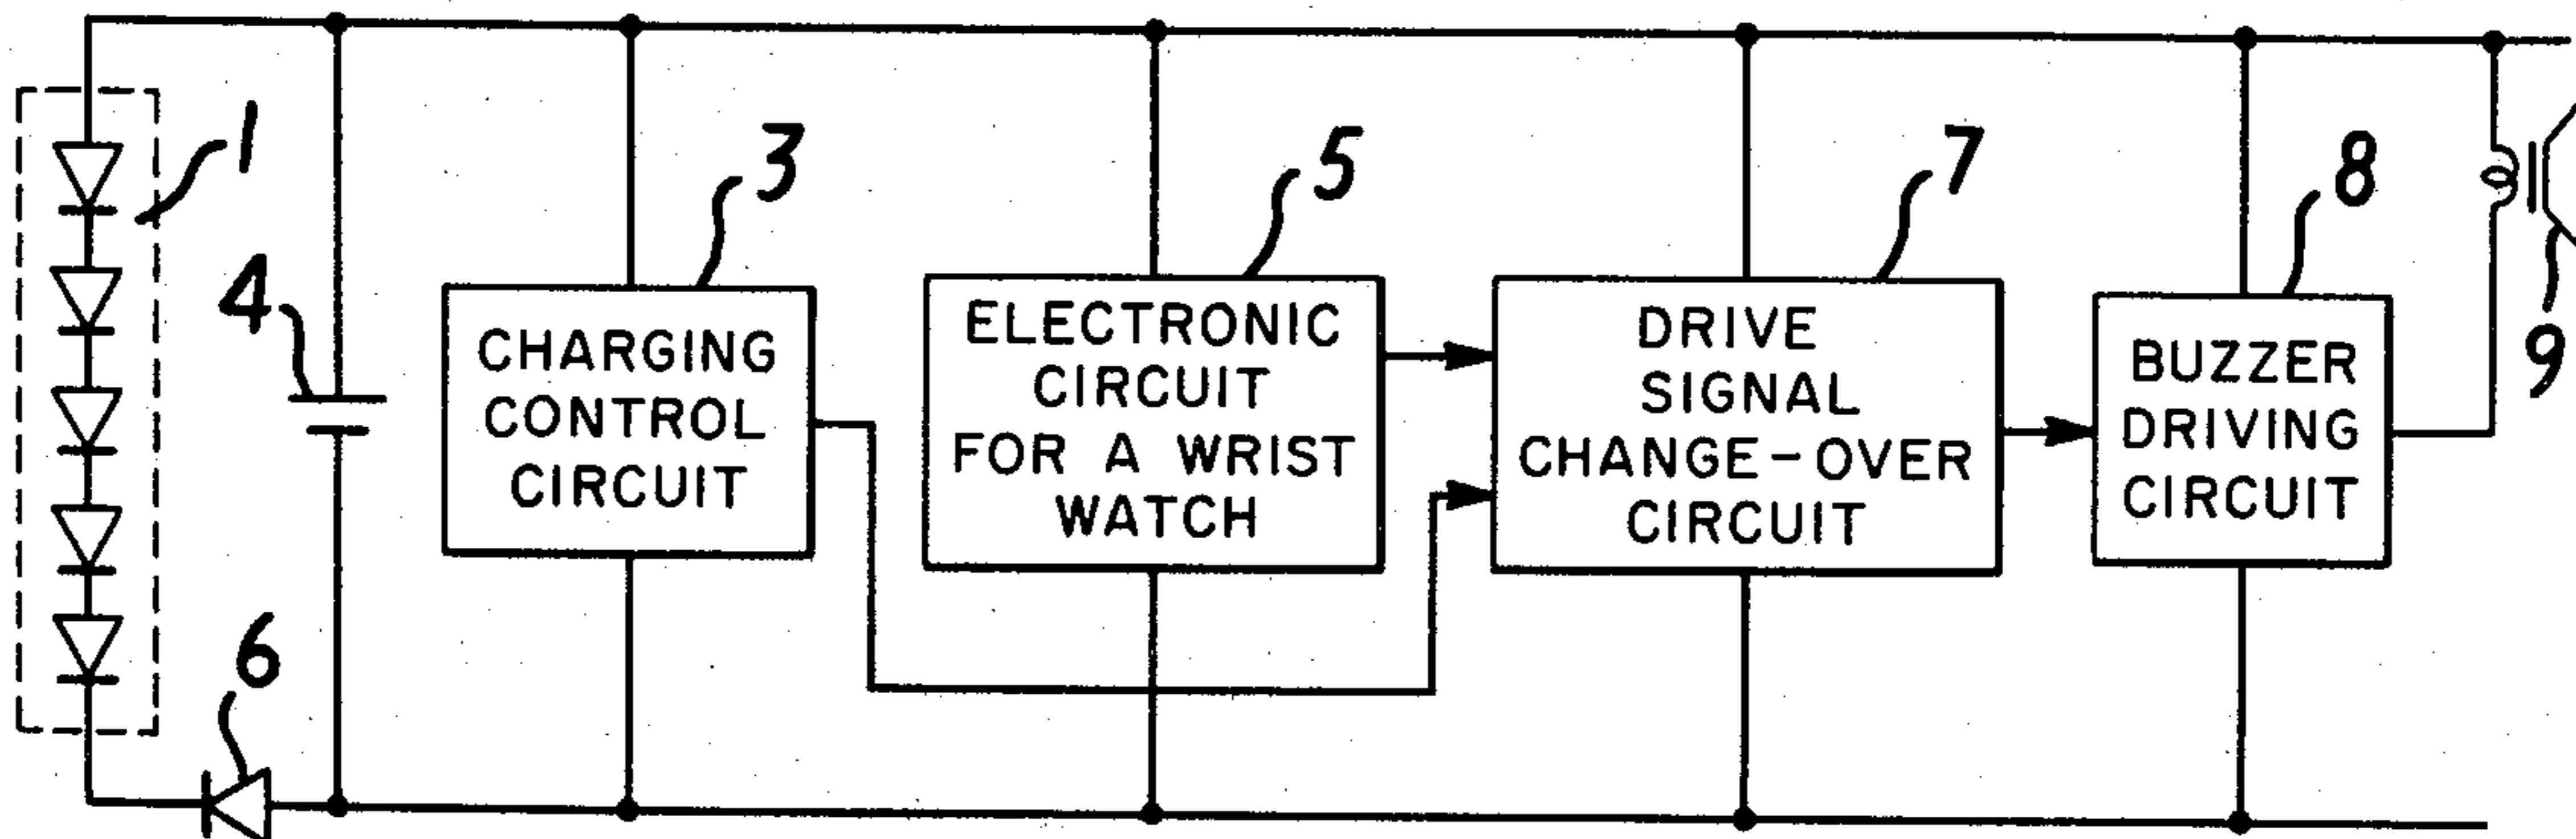 1
4
6
3
CHARGING
CONTROL
CIRCUIT
5
ELECTRONIC
CIRCUIT
FOR A WRIST
WATCH
7
DRIVE
SIGNAL
CHANGE-OVER
CIRCUIT
8
BUZZER
DRIVING
CIRCUIT
9